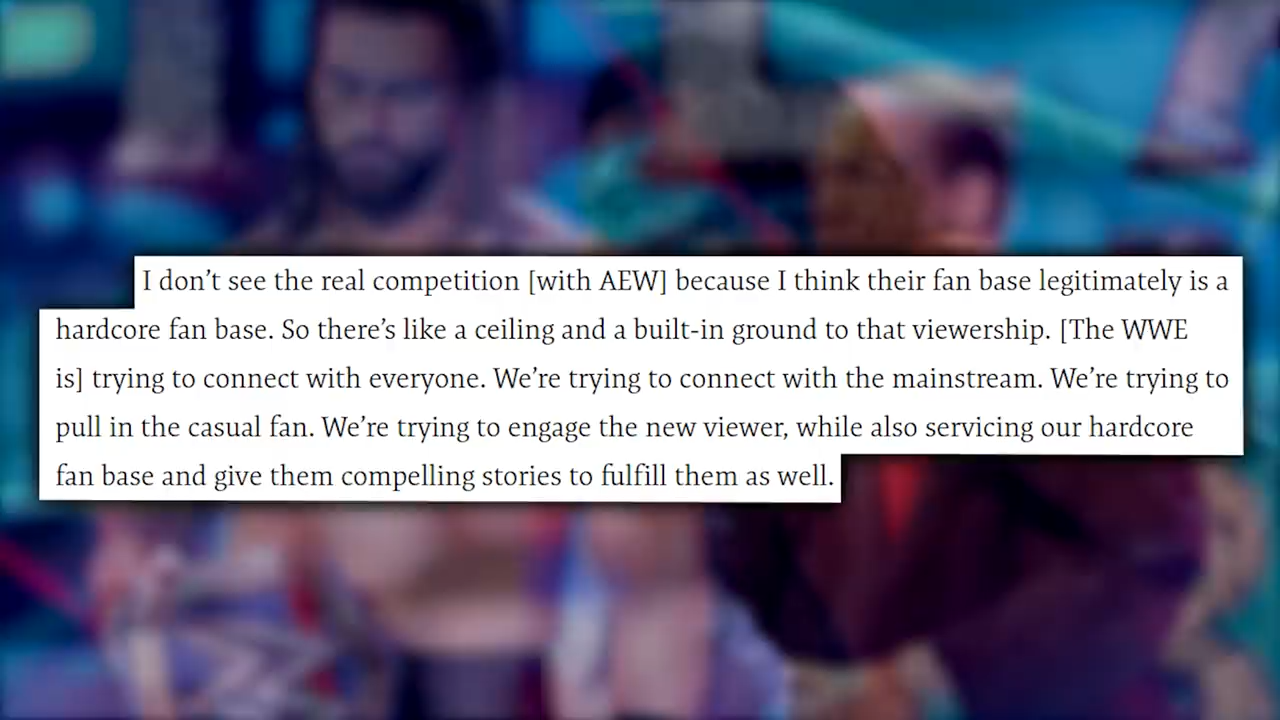 I don’t see the real competition [with AEW] because I think their fan base legitimately is a
hardcore fan base. So there’s like a ceiling and a built-in ground to that viewership. [The WWE
is] trying to connect with everyone. We’re trying to connect with the mainstream. We’re trying to
pull in the casual fan. We’re trying to engage the new viewer, while also servicing our hardcore
fan base and give them compelling stories to fulfill them as well.